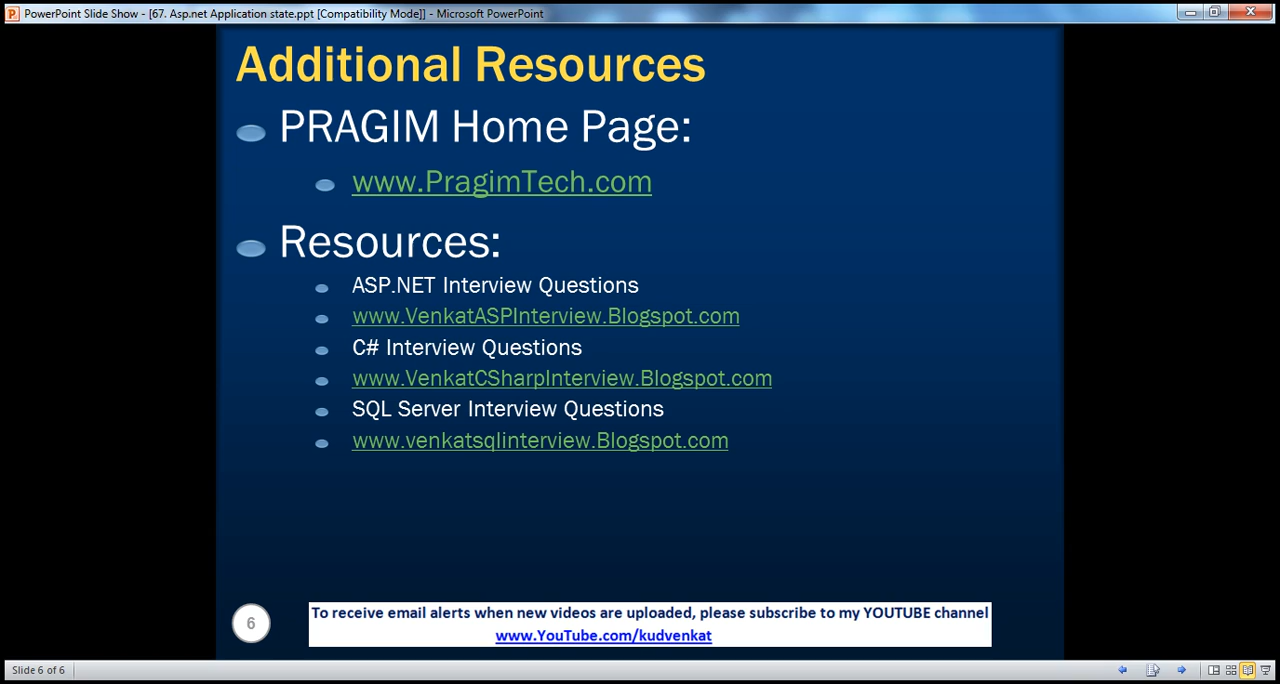 PowerPoint Slide Show - [67. Asp.net Application state.ppt [Compatibility Mode]] - Microsoft PowerPoint
Additional Resources
PRAGIM Home Page:
www.PragimTech.com
Resources:
ASP.NET Interview Questions
www.VenkatASPInterview.Blogspot.com
C# Interview Questions
www.VenkatCSharpInterview.Blogspot.com
SQL Server Interview Questions
www.venkatsqlinterview.Blogspot.com
6
To receive email alerts when new videos are uploaded, please subscribe to my YOUTUBE channel
www.YouTube.com/kudvenkat
Slide 6 of 6